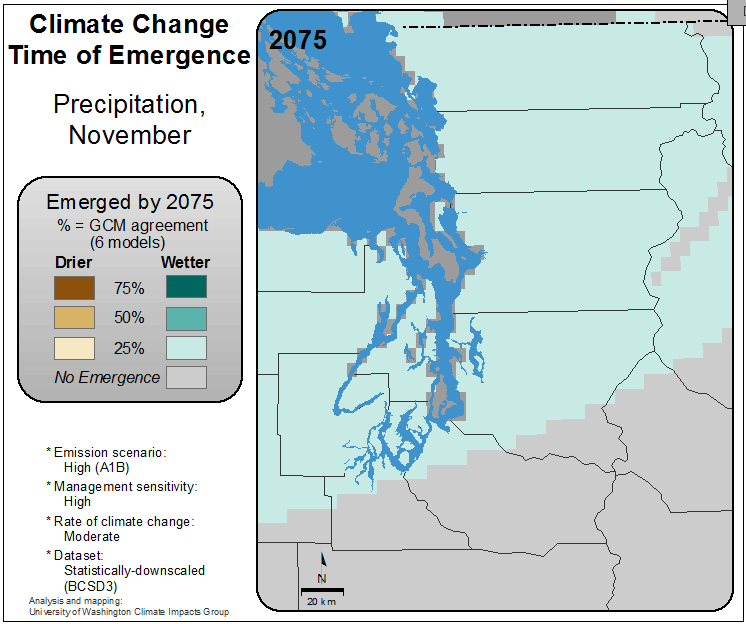 Climate Change
Time of Emergence
Precipitation,
November
Emerged by 2075
% = GCM agreement
(6 models)
Drier Wetter
75%
50%
25%
No Emergence
* Emission scenario:
High (A1B)
* Management sensitivity:
High
* Rate of climate change:
Moderate
* Dataset:
Statistically-downscaled
(BCSD3)
Analysis and mapping:
University of Washington Climate Impacts Group
2075
N
20 km